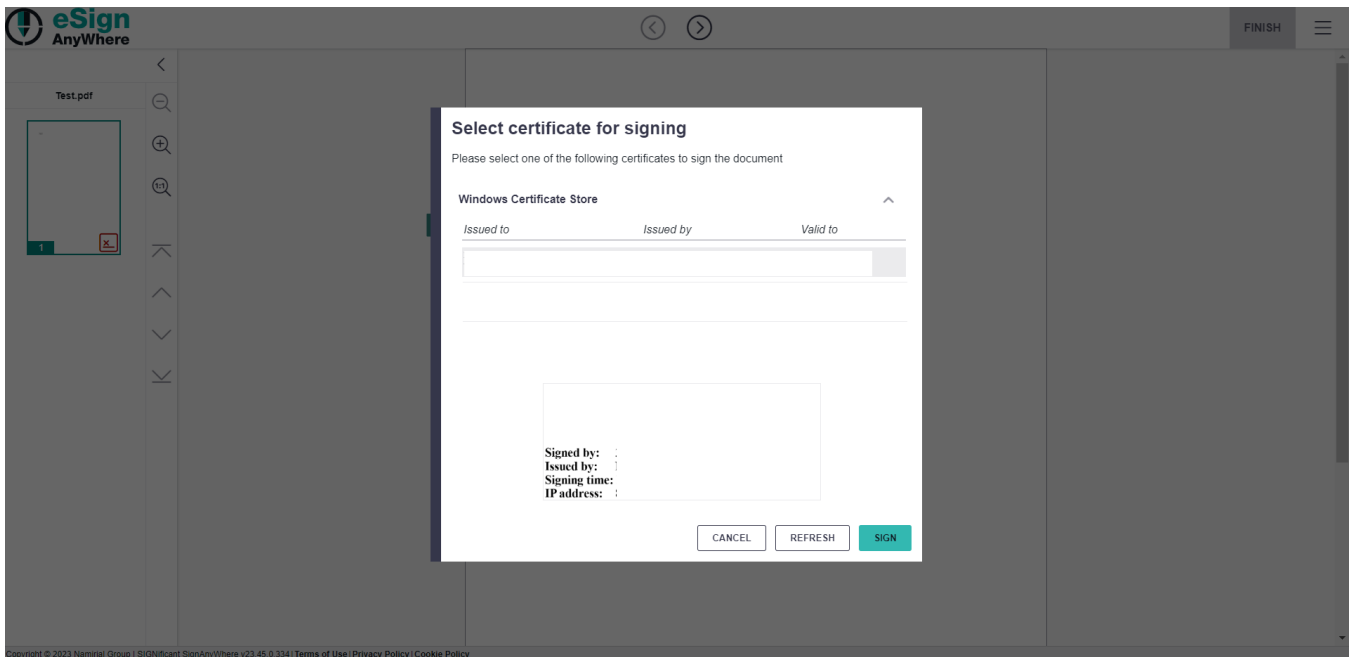 eSign
AnyWhere
FINISH
Test.pdf
1:1
1
x
Select certificate for signing
Please select one of the following certificates to sign the document
Windows Certificate Store
Issued to Issued by Valid to
Signed by:
Issued by:
Signing time:
IP address:
CANCEL REFRESH SIGN
Copyright © 2023 Namirial Group | SIGNificant SignAnyWhere v23.45.0.334 | Terms of Use | Privacy Policy | Cookie Policy